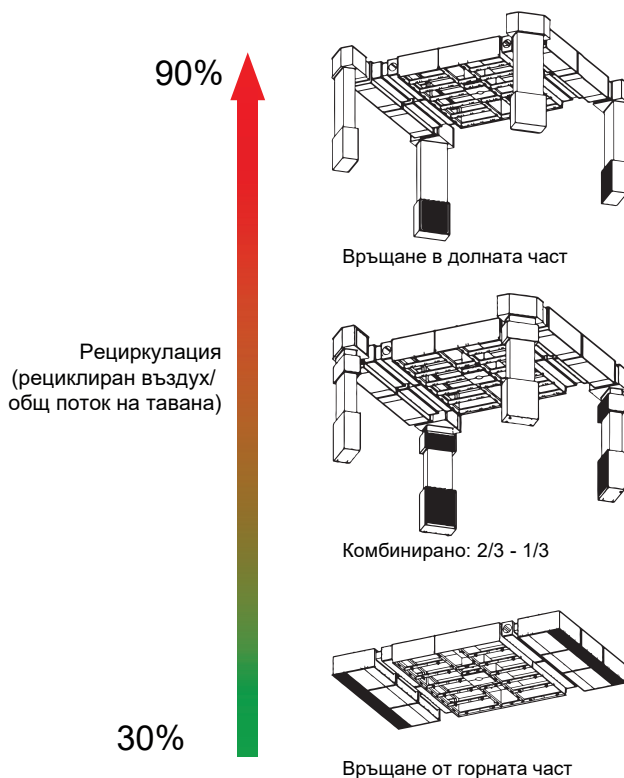 90%
Връщане в долната част
Рециркулация
(рециклиран въздух/
общ поток на тавана)
Комбинирано: 2/3 - 1/3
30%
Връщане от горната част